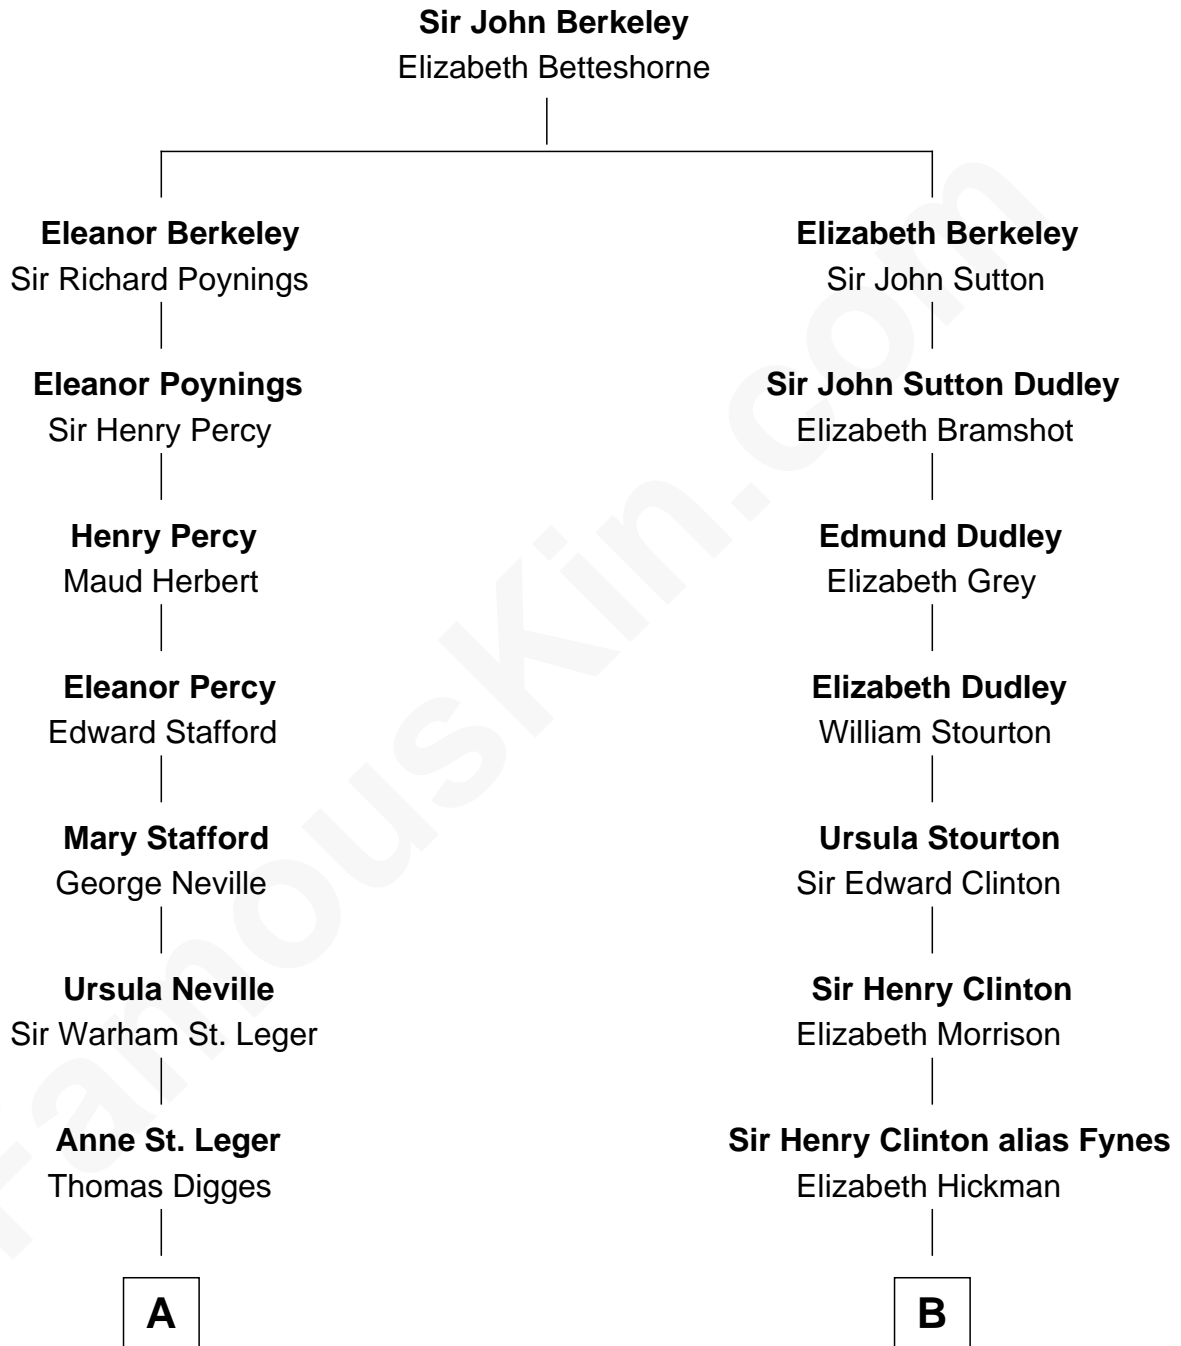 Sir John Berkeley
Elizabeth Betteshorne
Eleanor Berkeley
Sir Richard Poynings
Elizabeth Berkeley
Sir John Sutton
Eleanor Poynings
Sir Henry Percy
Sir John Sutton Dudley
Elizabeth Bramshot
Henry Percy
Maud Herbert
Edmund Dudley
Elizabeth Grey
Eleanor Percy
Edward Stafford
Elizabeth Dudley
William Stourton
Mary Stafford
George Neville
Ursula Stourton
Sir Edward Clinton
Ursula Neville
Sir Warham St. Leger
Sir Henry Clinton
Elizabeth Morrison
Anne St. Leger
Thomas Digges
Sir Henry Clinton alias Fynes
Elizabeth Hickman
A
B
FamousKin.com